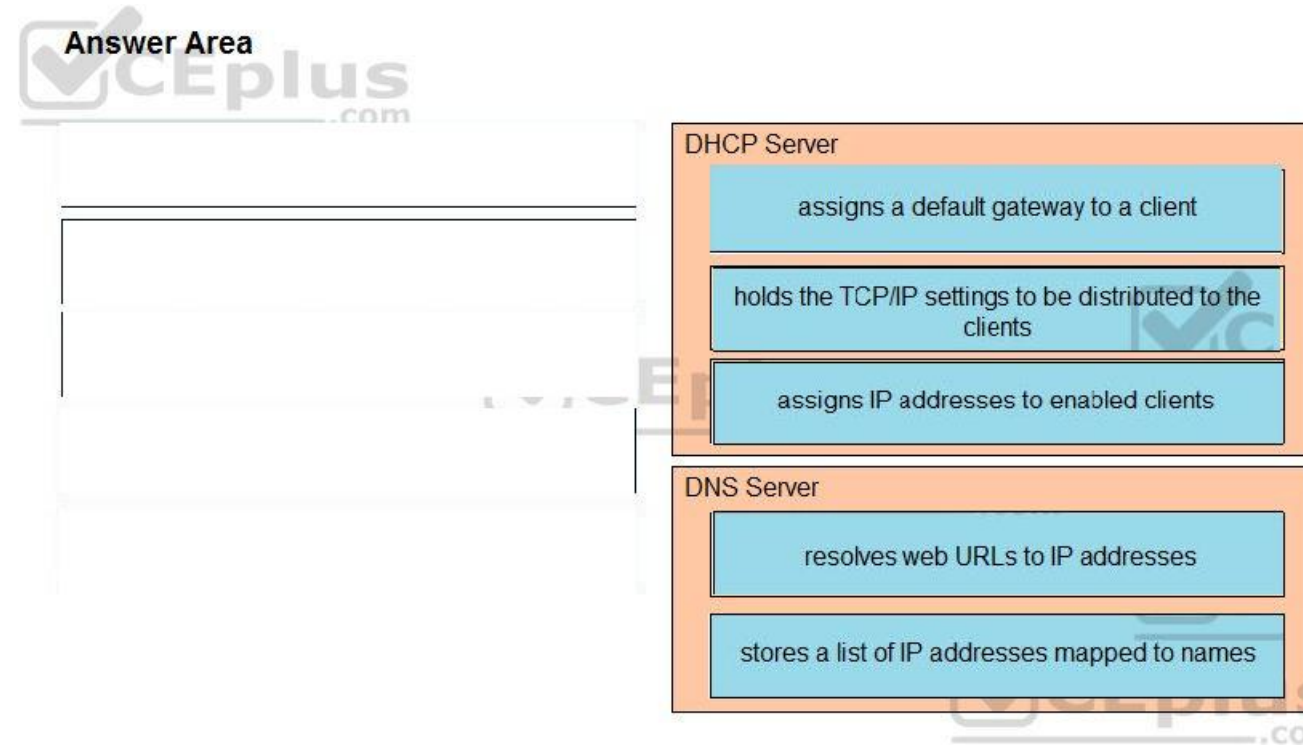 Answer Area
CEplus
.com
DHCP Server
assigns a default gateway to a client
holds the TCP/IP settings to be distributed to the
clients
assigns IP addresses to enabled clients
DNS Server
resolves web URLs to IP addresses
stores a list of IP addresses mapped to names